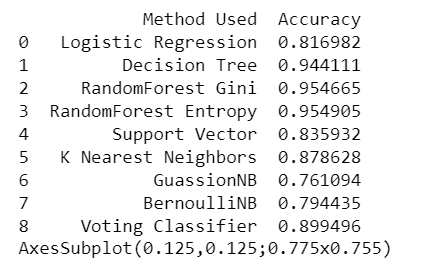 Method Used Accuracy
0 Logistic Regression 0.816982
1 Decision Tree 0.944111
2 RandomForest Gini 0.954665
3 RandomForest Entropy 0.954905
4 Support Vector 0.835932
5 K Nearest Neighbors 0.878628
6 GuassionNB 0.761094
7 BernoulliNB 0.794435
8 Voting Classifier 0.899496
AxesSubplot(0.125,0.125;0.775x0.755)